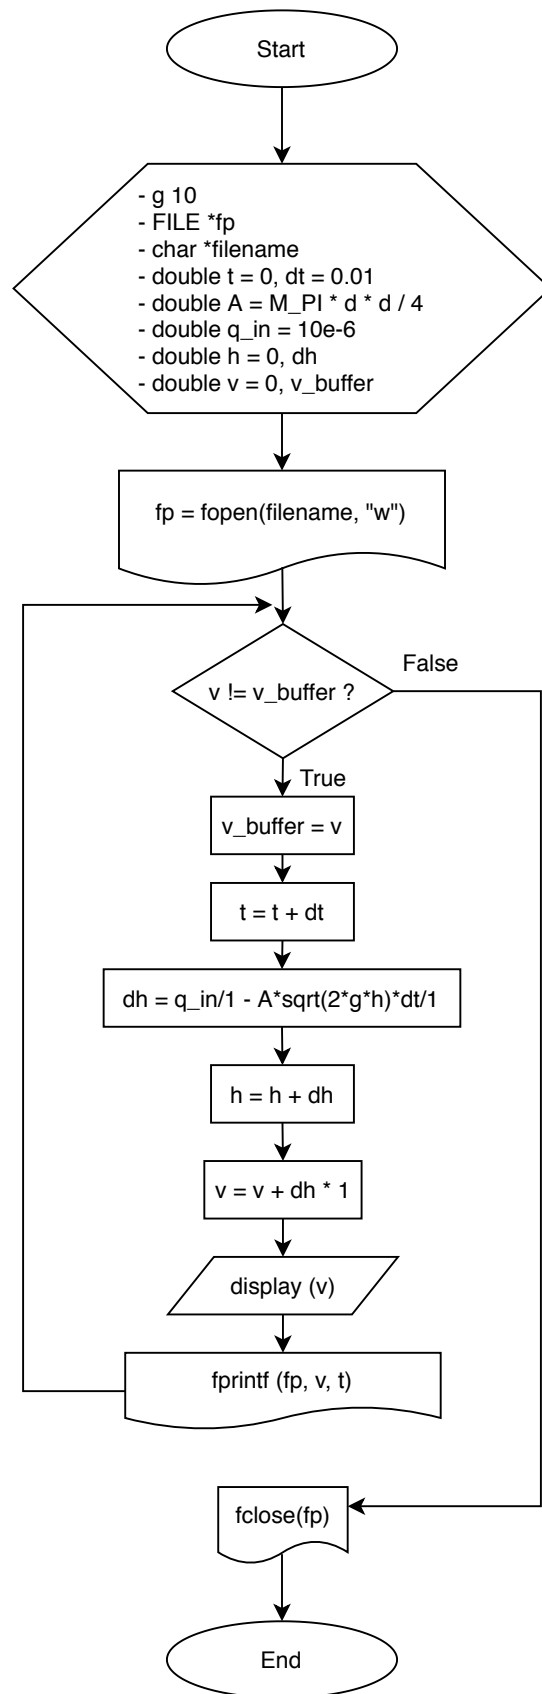 Start
- g 10
- FILE *fp
- char *filename
- double t = 0, dt = 0.01
- double A = M_PI * d * d / 4
- double q_in = 10e-6
- double h = 0, dh
- double v = 0, v_buffer
fp = fopen(filename, "w")
False
v != v_buffer ?
True
v_buffer = v
t = t + dt
dh = q_in/1 - A*sqrt(2*g*h)*dt/1
h = h + dh
v = v + dh * 1
display (v)
fprintf (fp, v, t)
fclose(fp)
End